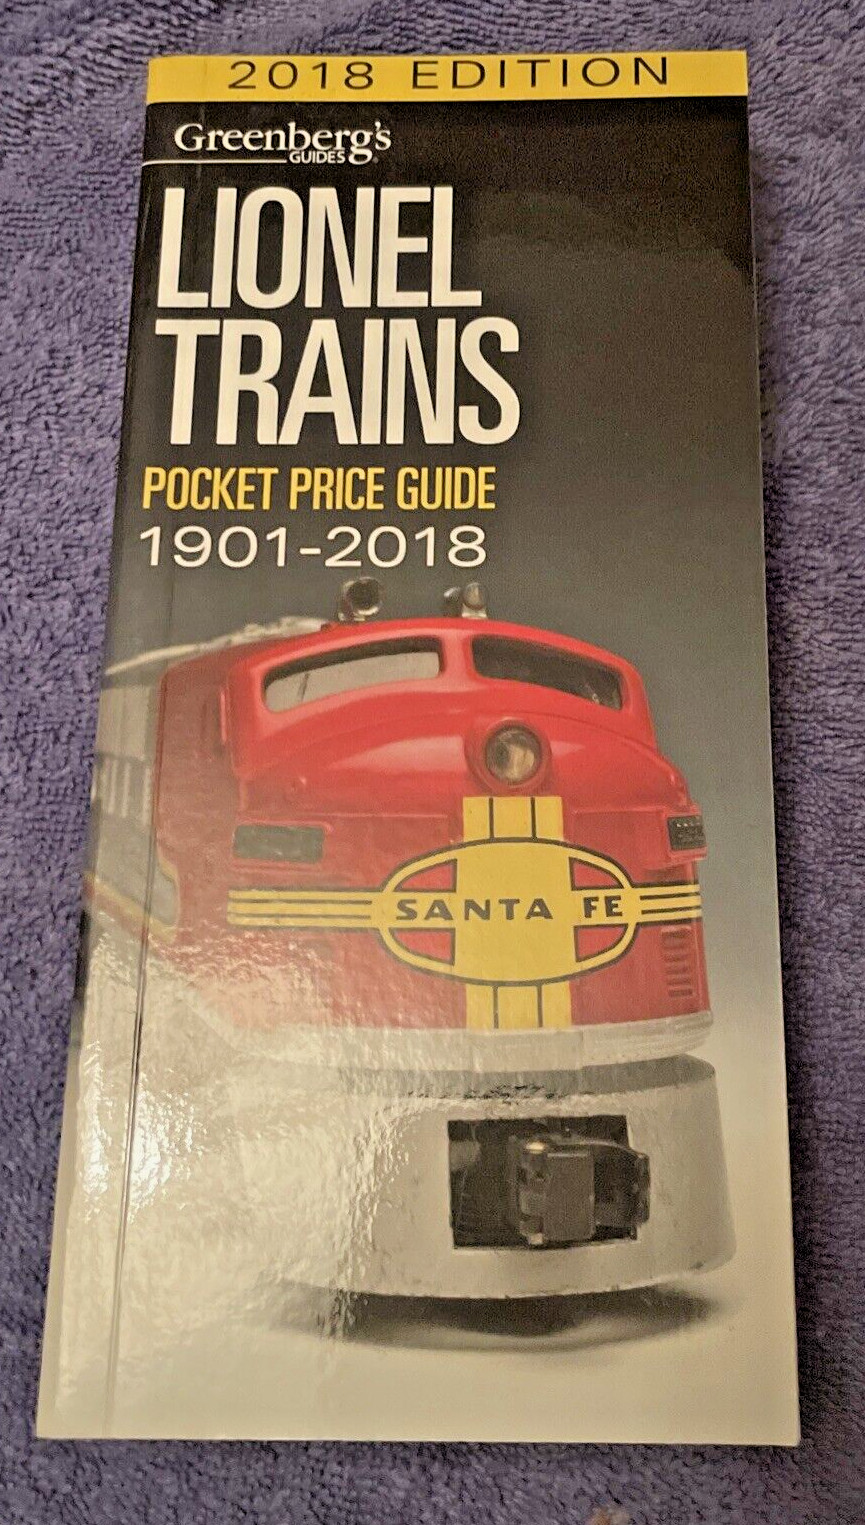 2018 EDITION
Greenberg's
GUIDES®
LIONEL
TRAINS
POCKET PRICE GUIDE
1901-2018
SANTA FE